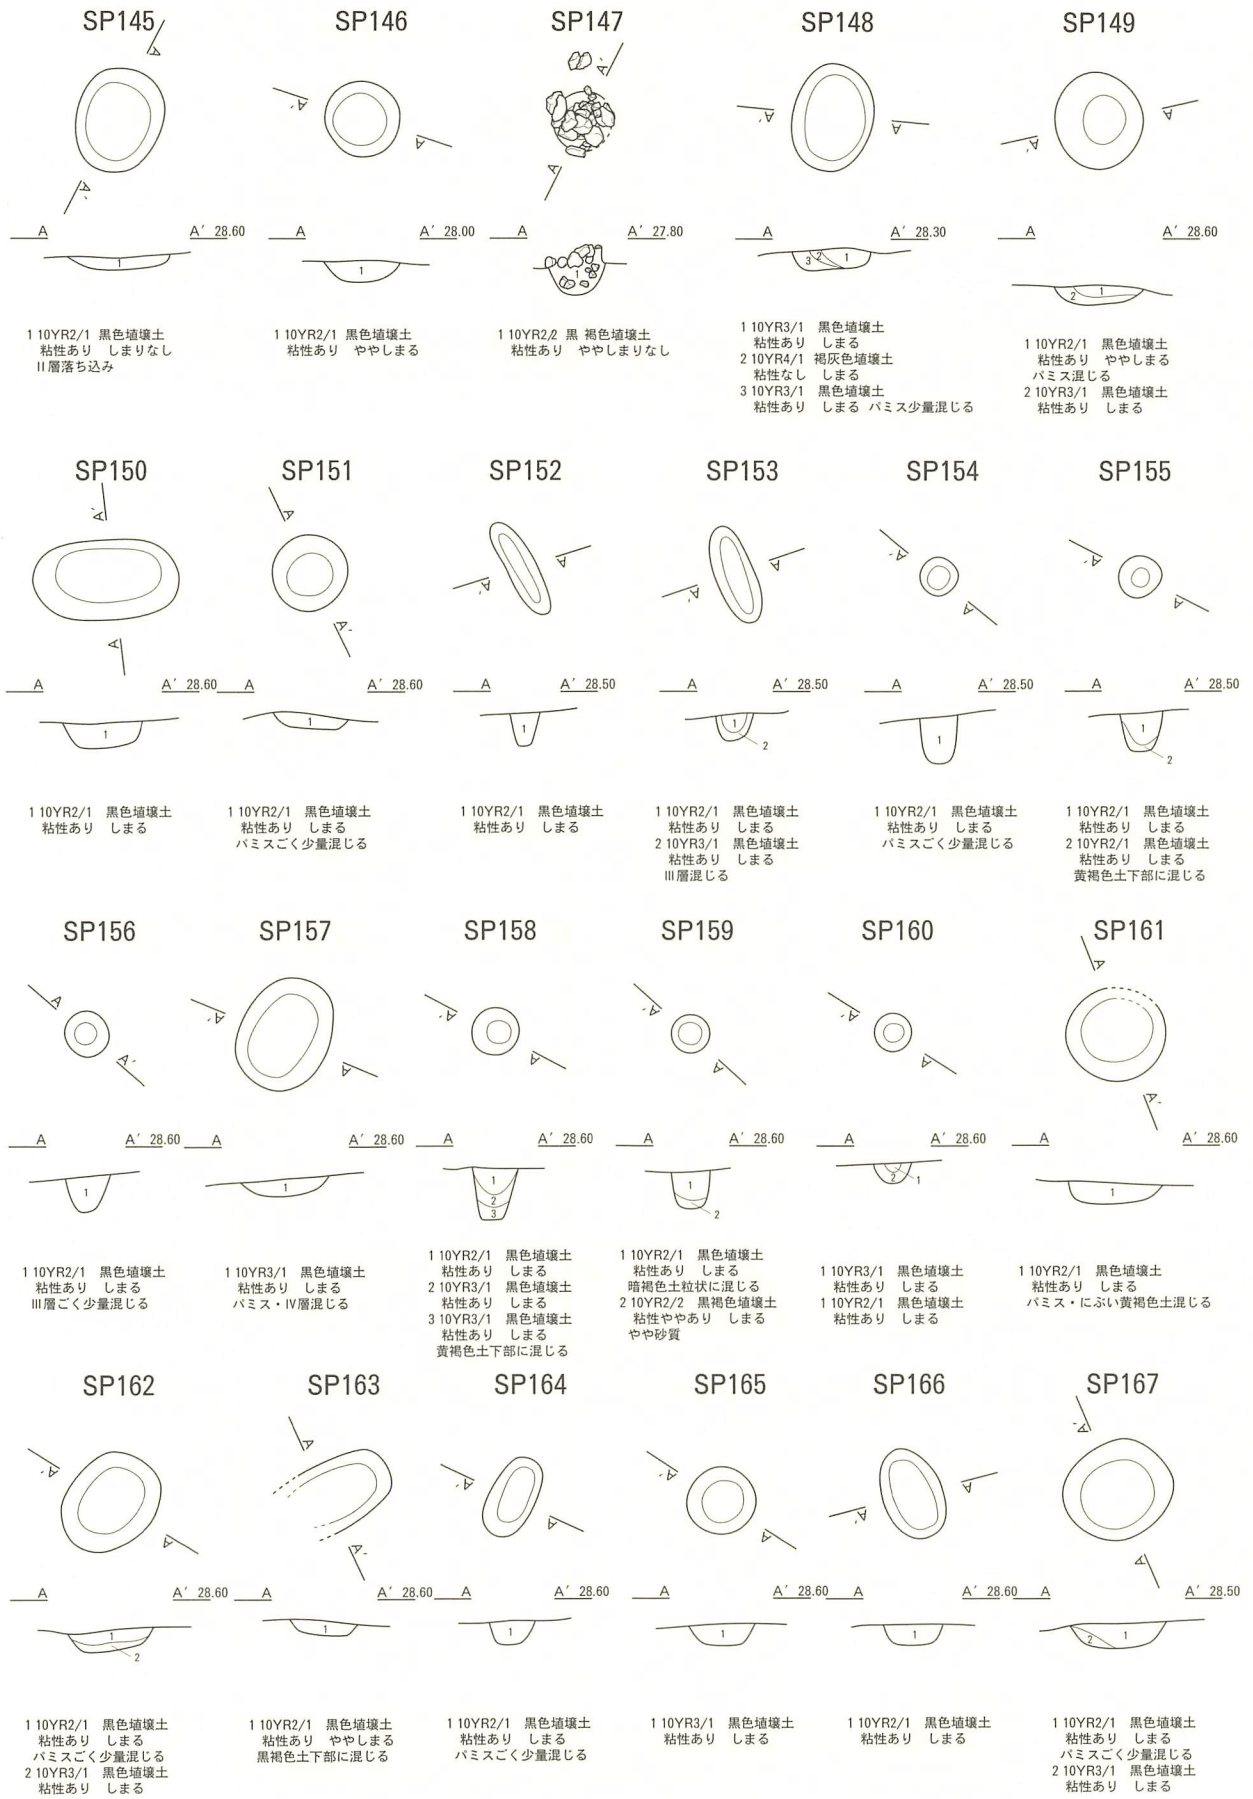 SP145
SP146
SP147
SP148
SP149
A A' 28.60
A A' 28.00
A A' 27.80
A A' 28.30
A A' 28.60
1 10YR2/1 黒色埴壌土
粘性あり しまりなし
II層落ち込み
1 10YR2/1 黒色埴壌土
粘性あり ややしまる
1 10YR2/2 黒 褐色埴壌土
粘性あり ややしまりなし
1 10YR3/1 黒色埴壌土
粘性あり しまる
2 10YR4/1 褐灰色埴壌土
粘性なし しまる
3 10YR3/1 黒色埴壌土
粘性あり しまる パミス少量混じる
1 10YR2/1 黒色埴壌土
粘性あり ややしまる
パミス混じる
2 10YR3/1 黒色埴壌土
粘性あり しまる
SP150
SP151
SP152
SP153
SP154
SP155
A A' 28.60
A A' 28.60
A A' 28.50
A A' 28.50
A A' 28.50
A A' 28.50
1 10YR2/1 黒色埴壌土
粘性あり しまる
1 10YR2/1 黒色埴壌土
粘性あり しまる
パミスごく少量混じる
1 10YR2/1 黒色埴壌土
粘性あり しまる
1 10YR2/1 黒色埴壌土
粘性あり しまる
2 10YR3/1 黒色埴壌土
粘性あり しまる
III層混じる
1 10YR2/1 黒色埴壌土
粘性あり しまる
パミスごく少量混じる
1 10YR2/1 黒色埴壌土
粘性あり しまる
2 10YR2/1 黒色埴壌土
粘性あり しまる
黄褐色土下部に混じる
SP156
SP157
SP158
SP159
SP160
SP161
A A' 28.60
A A' 28.60
A A' 28.60
A A' 28.60
A A' 28.60
A A' 28.60
1 10YR2/1 黒色埴壌土
粘性あり しまる
III層ごく少量混じる
1 10YR3/1 黒色埴壌土
粘性あり しまる
パミス・IV層混じる
1 10YR2/1 黒色埴壌土
粘性あり しまる
2 10YR3/1 黒色埴壌土
粘性あり しまる
3 10YR3/1 黒色埴壌土
粘性あり しまる
黄褐色土下部に混じる
1 10YR2/1 黒色埴壌土
粘性あり しまる
暗褐色土粒状に混じる
2 10YR2/2 黒褐色埴壌土
粘性ややあり しまる
やや砂質
1 10YR3/1 黒色埴壌土
粘性あり しまる
1 10YR2/1 黒色埴壌土
粘性あり しまる
1 10YR2/1 黒色埴壌土
粘性あり しまる
パミス・にぶい黄褐色土混じる
SP162
SP163
SP164
SP165
SP166
SP167
A A' 28.60
A A' 28.60
A A' 28.60
A A' 28.60
A A' 28.60
A A' 28.50
1 10YR2/1 黒色埴壌土
粘性あり しまる
パミスごく少量混じる
2 10YR3/1 黒色埴壌土
粘性あり しまる
1 10YR2/1 黒色埴壌土
粘性あり ややしまる
黒褐色土下部に混じる
1 10YR2/1 黒色埴壌土
粘性あり しまる
パミスごく少量混じる
1 10YR3/1 黒色埴壌土
粘性あり しまる
1 10YR2/1 黒色埴壌土
粘性あり しまる
1 10YR2/1 黒色埴壌土
粘性あり しまる
パミスごく少量混じる
2 10YR3/1 黒色埴壌土
粘性あり しまる